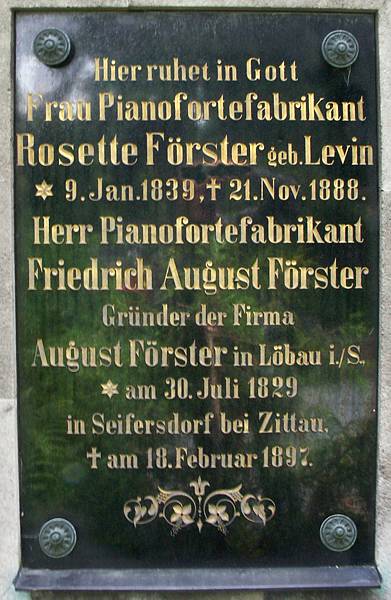 Hier ruhet in Gott
Frau Pianofortefabrikant
Rosette Förster geb. Levin
✶ 9. Jan. 1839, ✝ 21. Nov. 1888.
Herr Pianofortefabrikant
Friedrich August Förster
Gründer der Firma
August Förster in Löbau i./S.,
✶ am 30. Juli 1829
in Seifersdorf bei Zittau,
✝ am 18. Februar 1897.